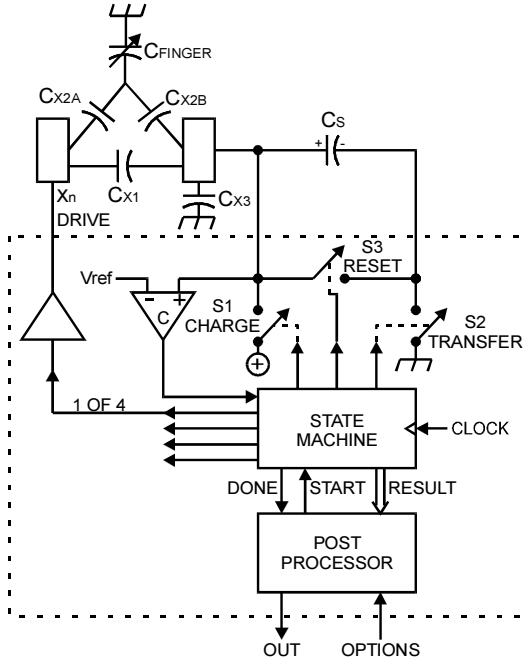 CFINGER
CX2A
CX2B
CS
+ -
Xn
CX1
CX3
DRIVE
S3
RESET
Vref
- +
C
S1
CHARGE
S2
TRANSFER
+
1 OF 4
STATE
MACHINE
CLOCK
DONE
START
RESULT
POST
PROCESSOR
OUT
OPTIONS